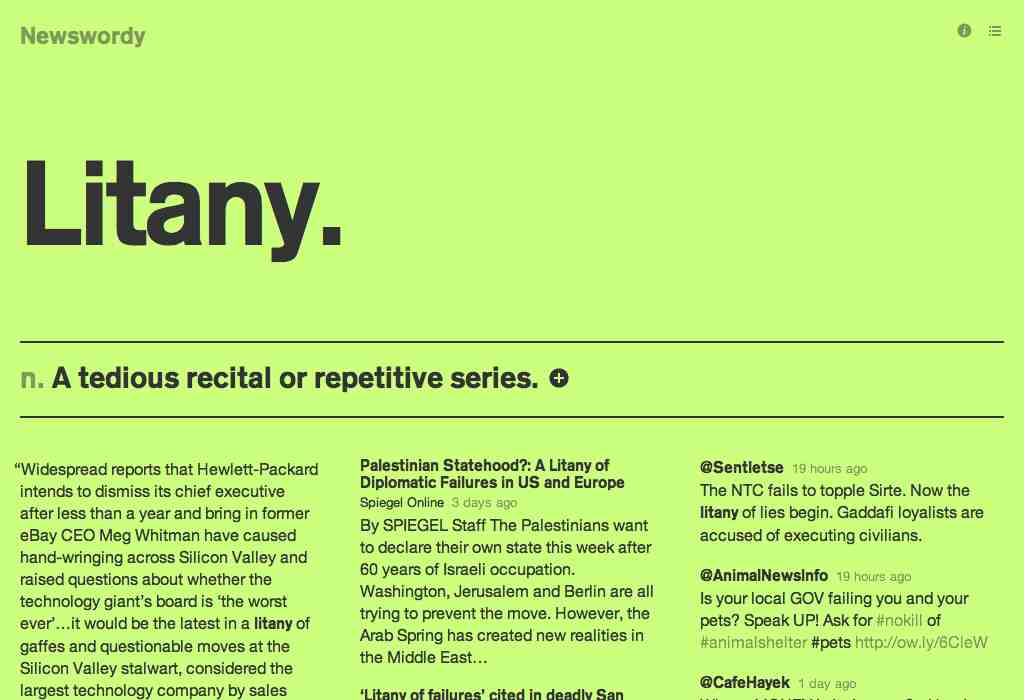 Newswordy
Litany.
n. A tedious recital or repetitive series.
“Widespread reports that Hewlett-Packard
intends to dismiss its chief executive
after less than a year and bring in former
eBay CEO Meg Whitman have caused
hand-wringing across Silicon Valley and
raised questions about whether the
technology giant’s board is ‘the worst
ever’…it would be the latest in a litany of
gaffes and questionable moves at the
Silicon Valley stalwart, considered the
largest technology company by sales
Palestinian Statehood?: A Litany of
Diplomatic Failures in US and Europe
Spiegel Online 3 days ago
By SPIEGEL Staff The Palestinians want
to declare their own state this week after
60 years of Israeli occupation.
Washington, Jerusalem and Berlin are all
trying to prevent the move. However, the
Arab Spring has created new realities in
the Middle East…
‘Litany of failures’ cited in deadly San
@Sentletse 19 hours ago
The NTC fails to topple Sirte. Now the
litany of lies begin. Gaddafi loyalists are
accused of executing civilians.
@AnimalNewsInfo 19 hours ago
Is your local GOV failing you and your
pets? Speak UP! Ask for #nokill of
#animalshelter #pets http://ow.ly/6CleW
@CafeHayek 1 day ago